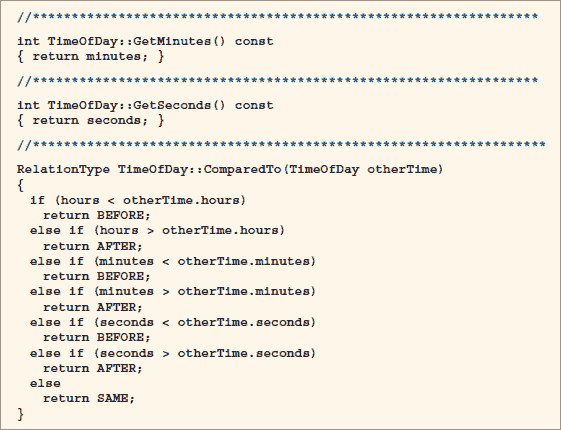 //*****************************************************************
int TimeOfDay::GetMinutes() const
{ return minutes; }
//*****************************************************************
int TimeOfDay::GetSeconds() const
{ return seconds; }
//******************************************************************
RelationType TimeOfDay::ComparedTo(TimeOfDay otherTime)
{
  if (hours < otherTime.hours)
    return BEFORE;
  else if (hours > otherTime.hours)
    return AFTER;
  else if (minutes < otherTime.minutes)
    return BEFORE;
  else if (minutes > otherTime.minutes)
    return AFTER;
  else if (seconds < otherTime.seconds)
    return BEFORE;
  else if (seconds > otherTime.seconds)
    return AFTER;
  else
    return SAME;
}